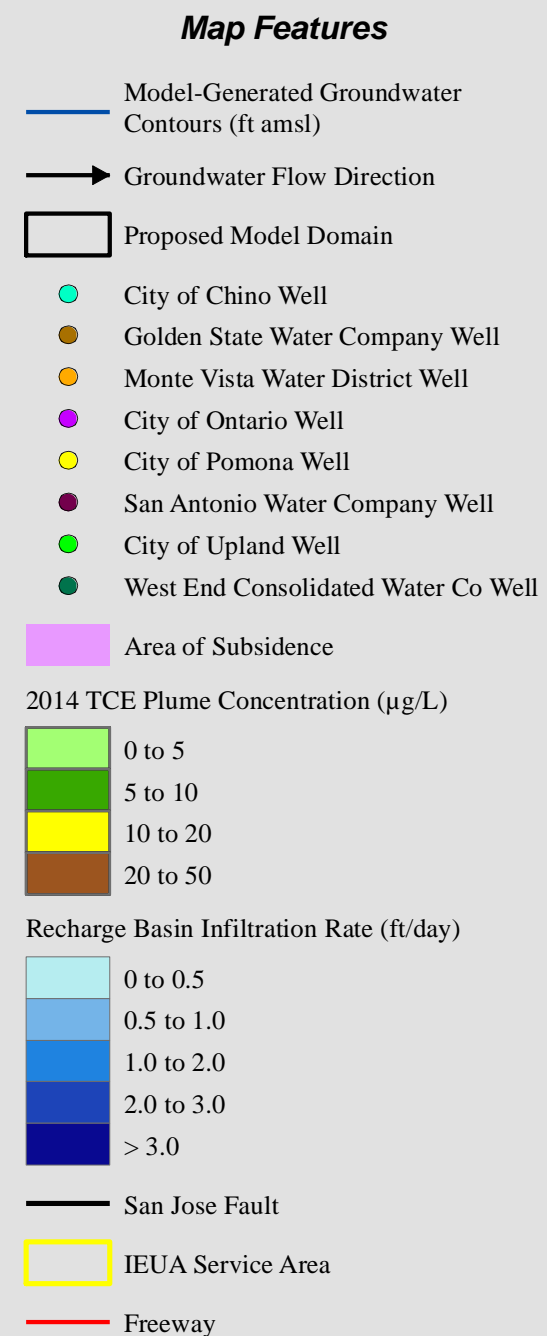 Map Features
Model-Generated Groundwater
Contours (ft amsl)
Groundwater Flow Direction
Proposed Model Domain
City of Chino Well
Golden State Water Company Well
Monte Vista Water District Well
City of Ontario Well
City of Pomona Well
San Antonio Water Company Well
City of Upland Well
West End Consolidated Water Co Well
Area of Subsidence
2014 TCE Plume Concentration (µg/L)
0 to 5
5 to 10
10 to 20
20 to 50
Recharge Basin Infiltration Rate (ft/day)
0 to 0.5
0.5 to 1.0
1.0 to 2.0
2.0 to 3.0
> 3.0
San Jose Fault
IEUA Service Area
Freeway